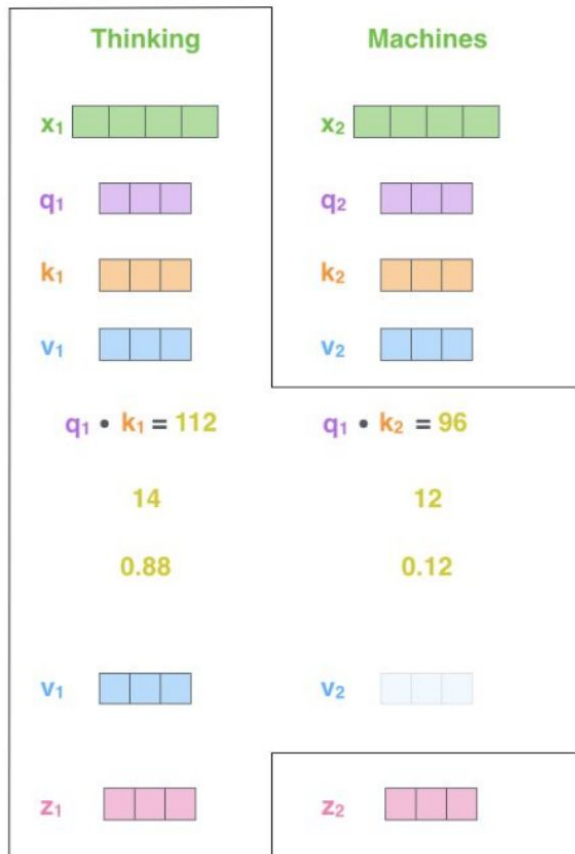 Thinking Machines
x₁ x₂
q₁ q₂
k₁ k₂
v₁ v₂
q₁ • k₁ = 112 q₁ • k₂ = 96
14 12
0.88 0.12
v₁ v₂
z₁ z₂